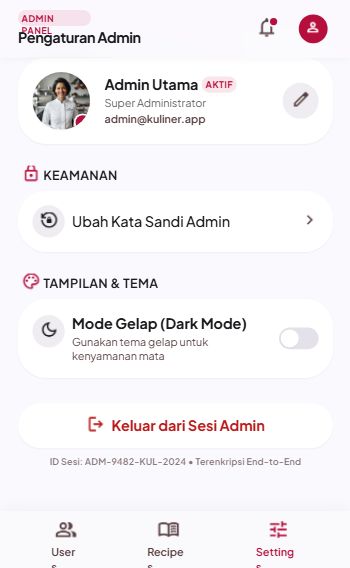 ADMIN
PANEL
Pengaturan Admin
Admin Utama AKTIF
Super Administrator
admin@kuliner.app
KEAMANAN
Ubah Kata Sandi Admin
TAMPILAN & TEMA
Mode Gelap (Dark Mode)
Gunakan tema gelap untuk
kenyamanan mata
Keluar dari Sesi Admin
ID Sesi: ADM-9482-KUL-2024 • Terenkripsi End-to-End
User
s
Recipe
s
Setting
s